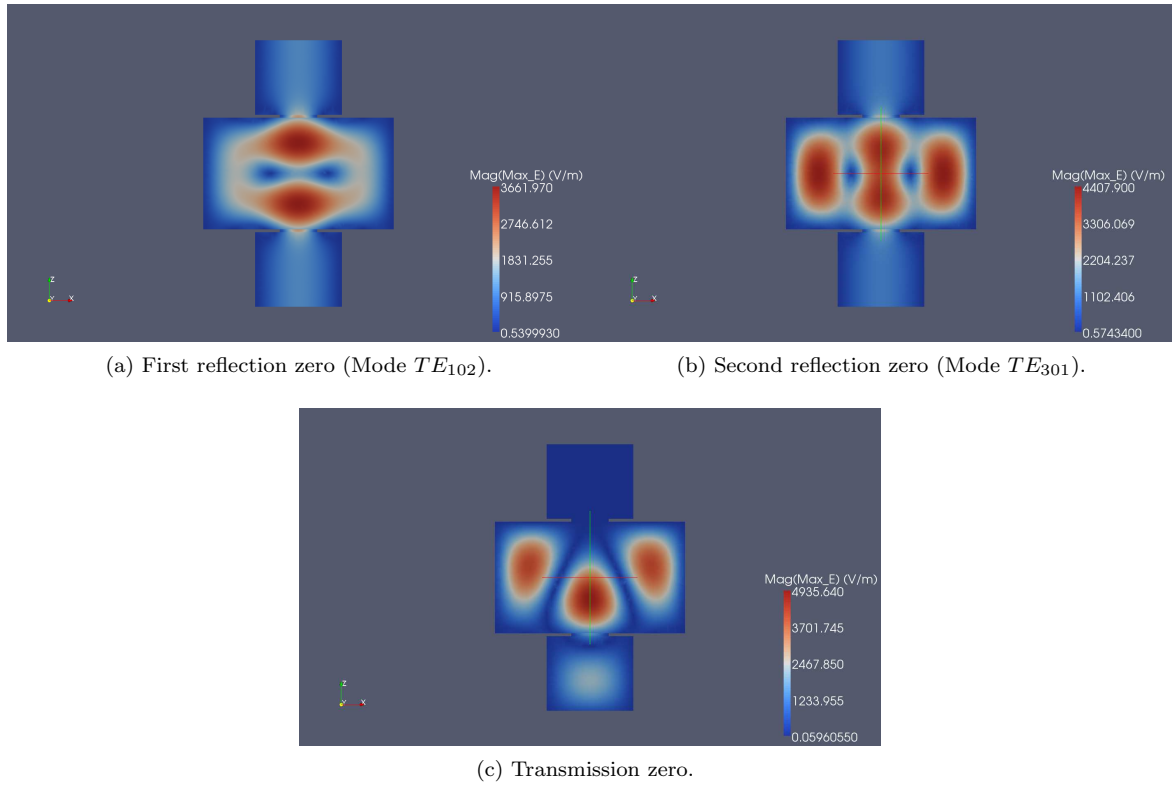 Mag(Max_E) (V/m)
3661.970
2746.612
1831.255
915.8975
0.5399930
Z
Y
X
Mag(Max_E) (V/m)
4407.900
3306.069
2204.237
1102.406
0.5743400
Z
Y
X
(a) First reflection zero (Mode TE102).
(b) Second reflection zero (Mode TE301).
Mag(Max_E) (V/m)
4935.640
3701.745
2467.850
1233.955
0.05960550
Z
Y
X
(c) Transmission zero.